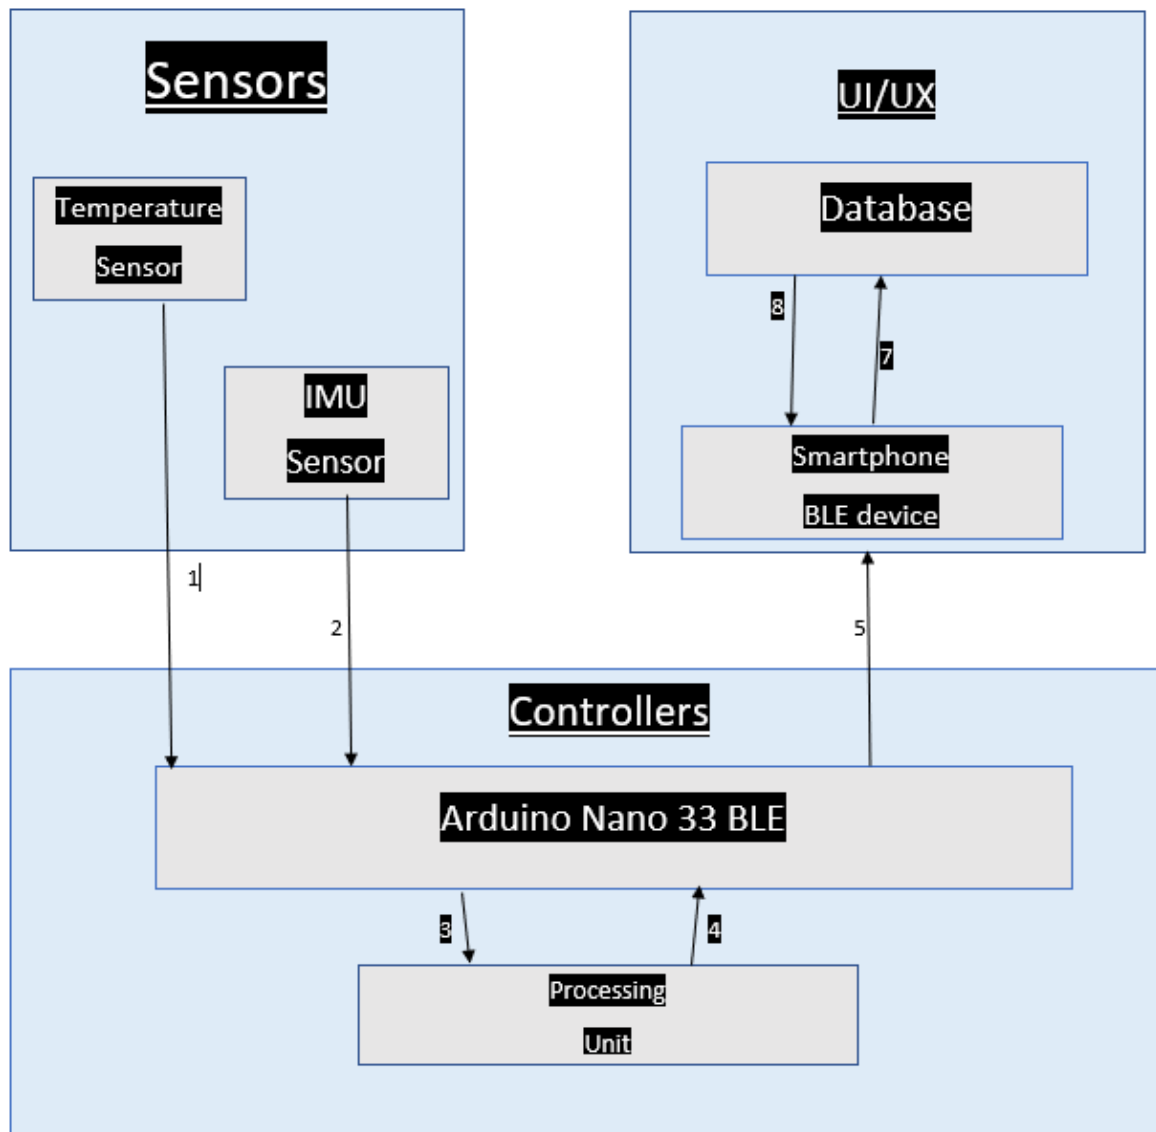 Sensors
Temperature
Sensor
IMU
Sensor
1
2
UI/UX
Database
8
7
Smartphone
BLE device
5
Controllers
Arduino Nano 33 BLE
3
4
Processing
Unit